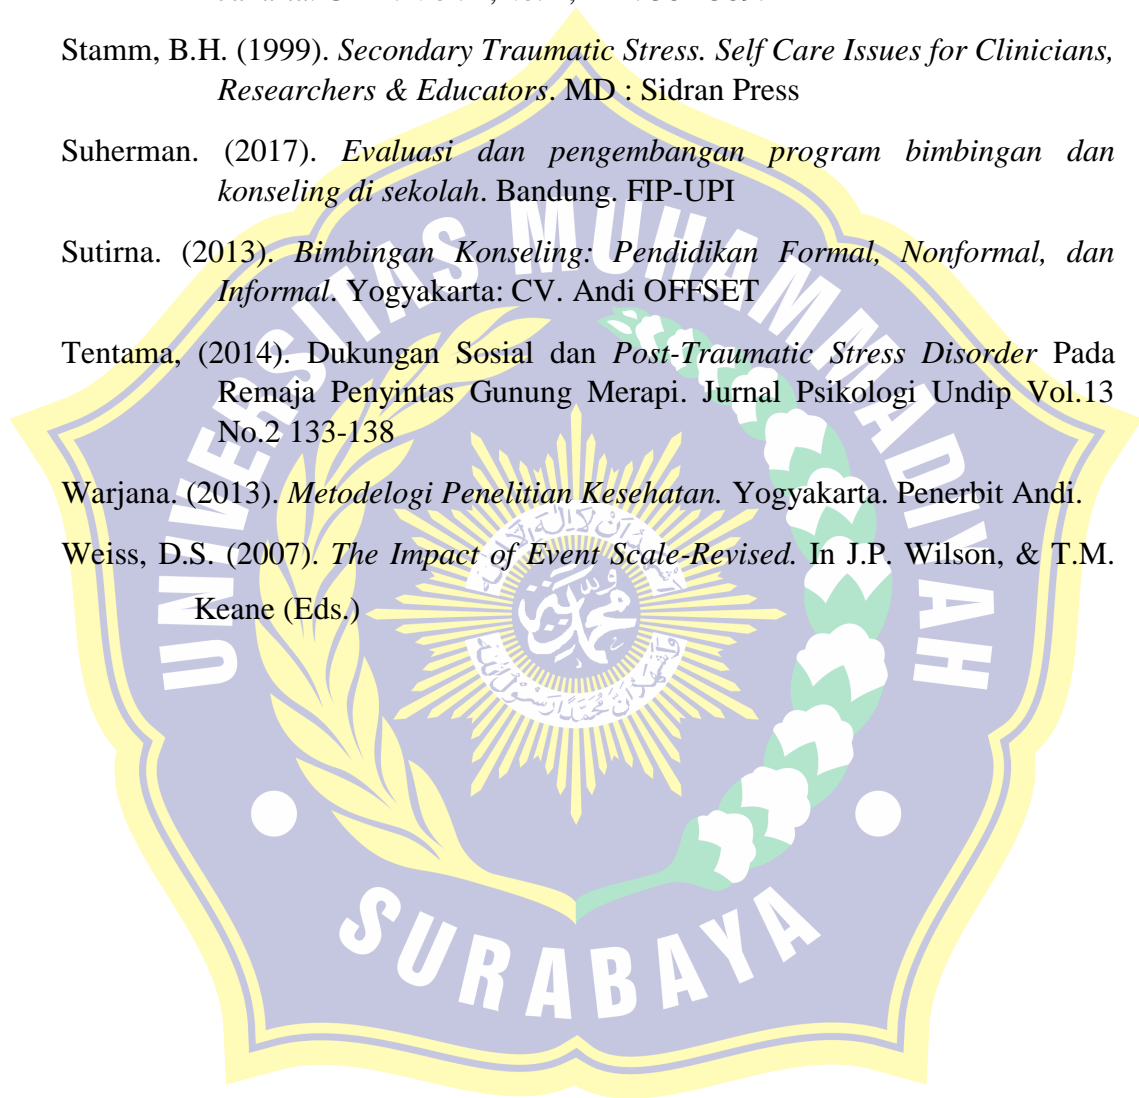 Stamm, B.H. (1999). Secondary Traumatic Stress. Self Care Issues for Clinicians,
Researchers & Educators. MD : Sidran Press
Suherman. (2017). Evaluasi dan pengembangan program bimbingan dan
konseling di sekolah. Bandung. FIP-UPI
Sutirna. (2013). Bimbingan Konseling: Pendidikan Formal, Nonformal, dan
Informal. Yogyakarta: CV. Andi OFFSET
Tentama, (2014). Dukungan Sosial dan Post-Traumatic Stress Disorder Pada
Remaja Penyintas Gunung Merapi. Jurnal Psikologi Undip Vol.13
No.2 133-138
Warjana. (2013). Metodelogi Penelitian Kesehatan. Yogyakarta. Penerbit Andi.
Weiss, D.S. (2007). The Impact of Event Scale-Revised. In J.P. Wilson, & T.M.
Keane (Eds.)
UNIVERSITAS MUHAMMADIYAH
SURABAYA